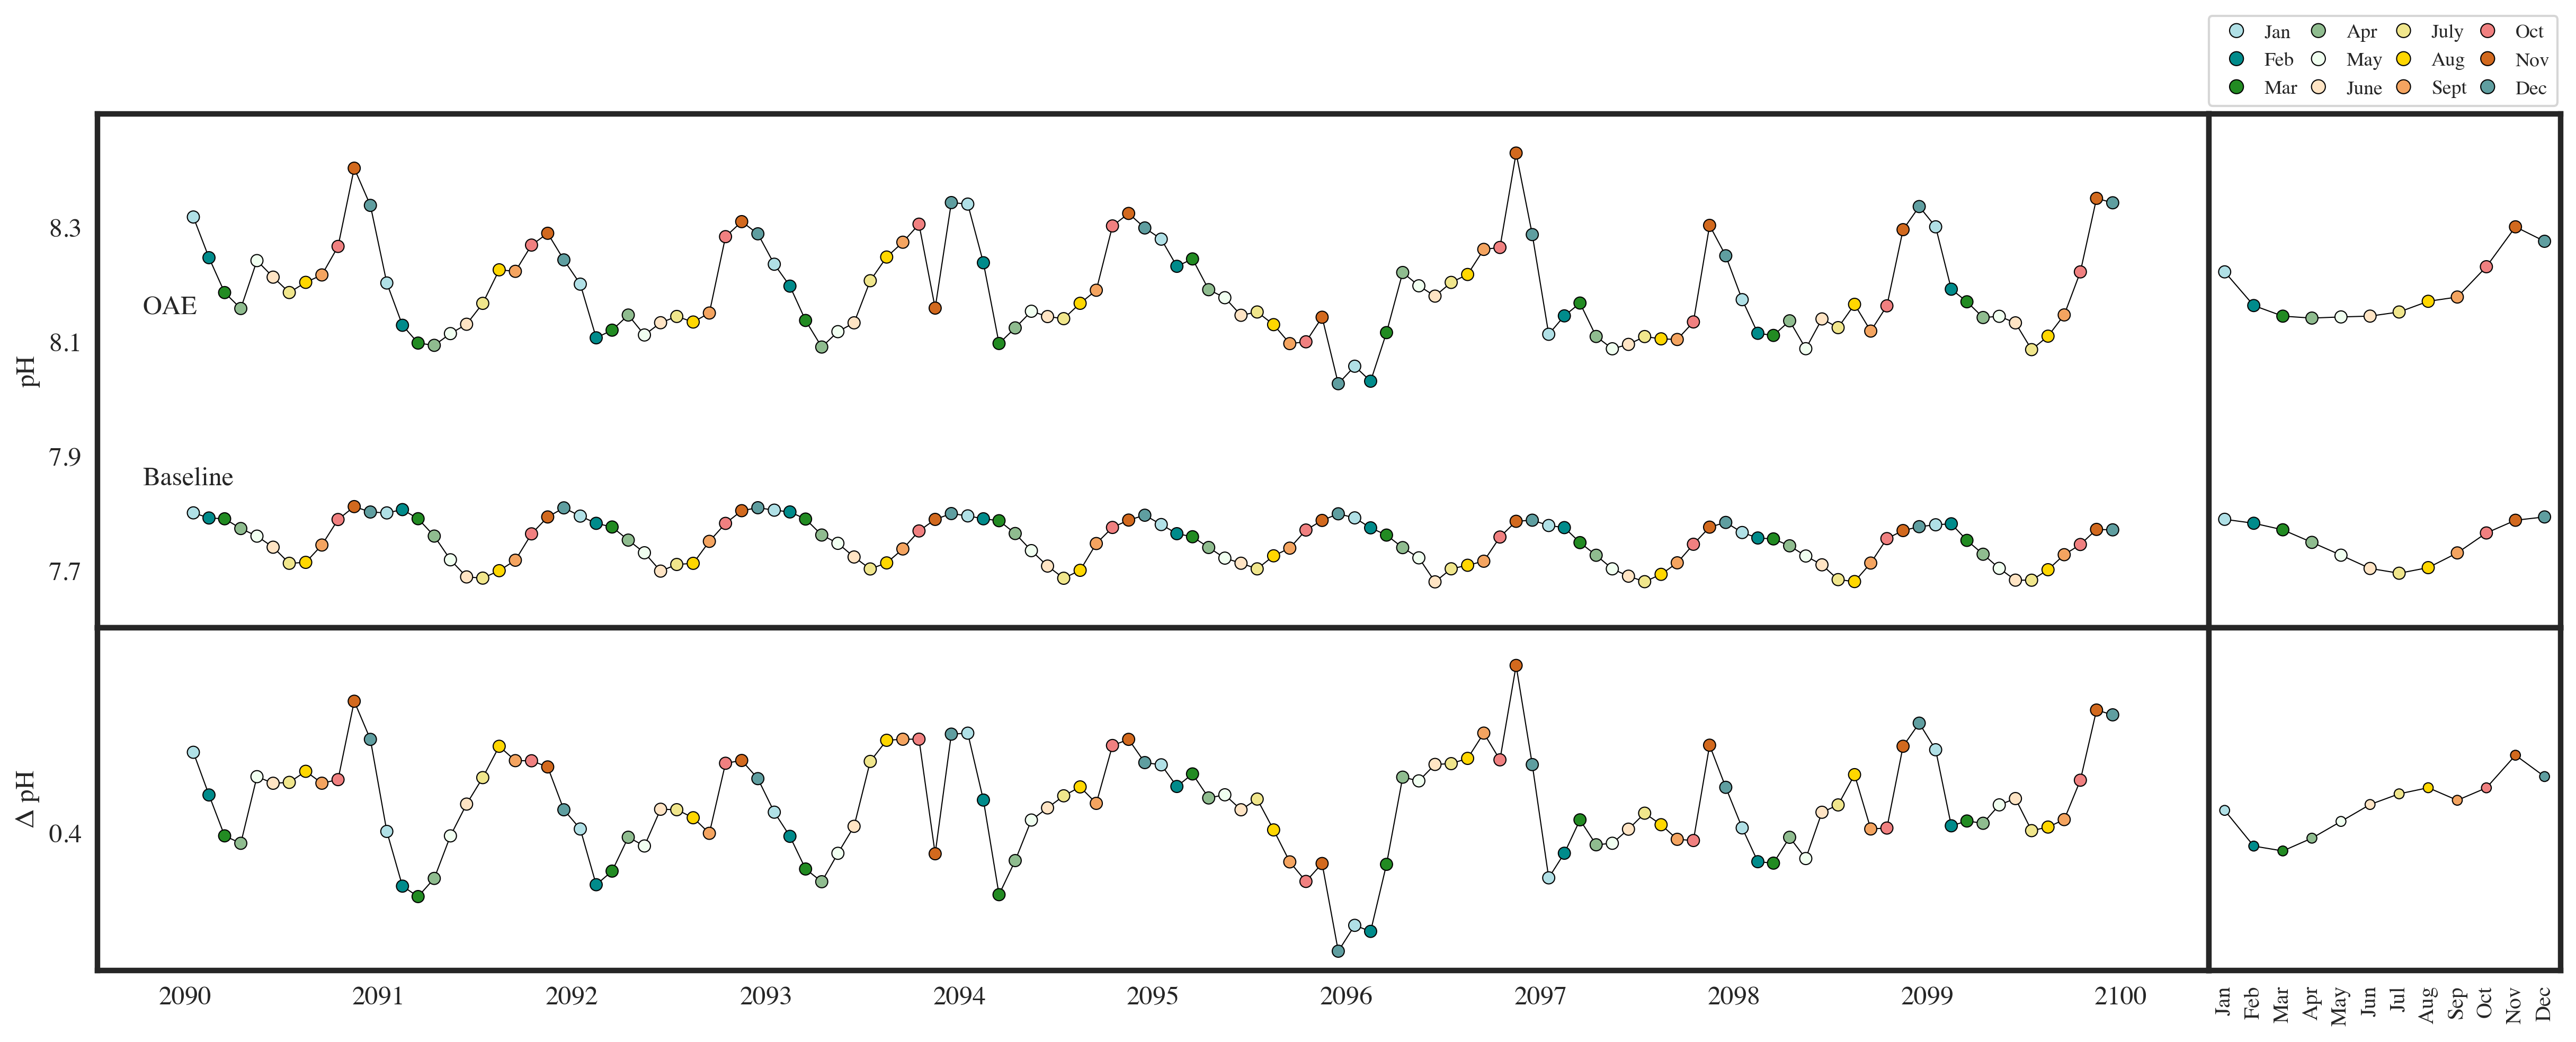 Jan Apr July Oct
Feb May Aug Nov
Mar June Sept Dec
8.3
OAE
8.1
pH
7.9
Baseline
7.7
Δ pH
0.4
2090 2091 2092 2093 2094 2095 2096 2097 2098 2099 2100
Jan Feb Mar Apr May Jun Jul Aug Sep Oct Nov Dec